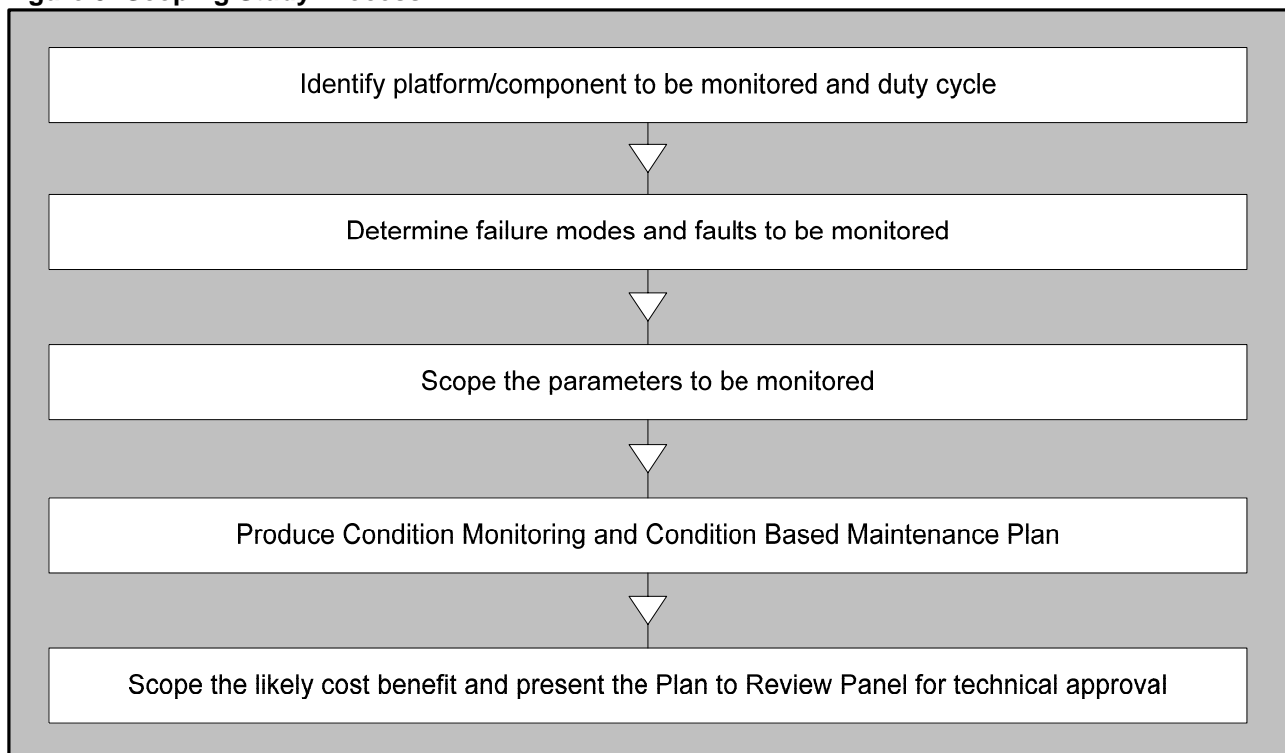 Identify platform/component to be monitored and duty cycle
Determine failure modes and faults to be monitored
Scope the parameters to be monitored
Produce Condition Monitoring and Condition Based Maintenance Plan
Scope the likely cost benefit and present the Plan to Review Panel for technical approval